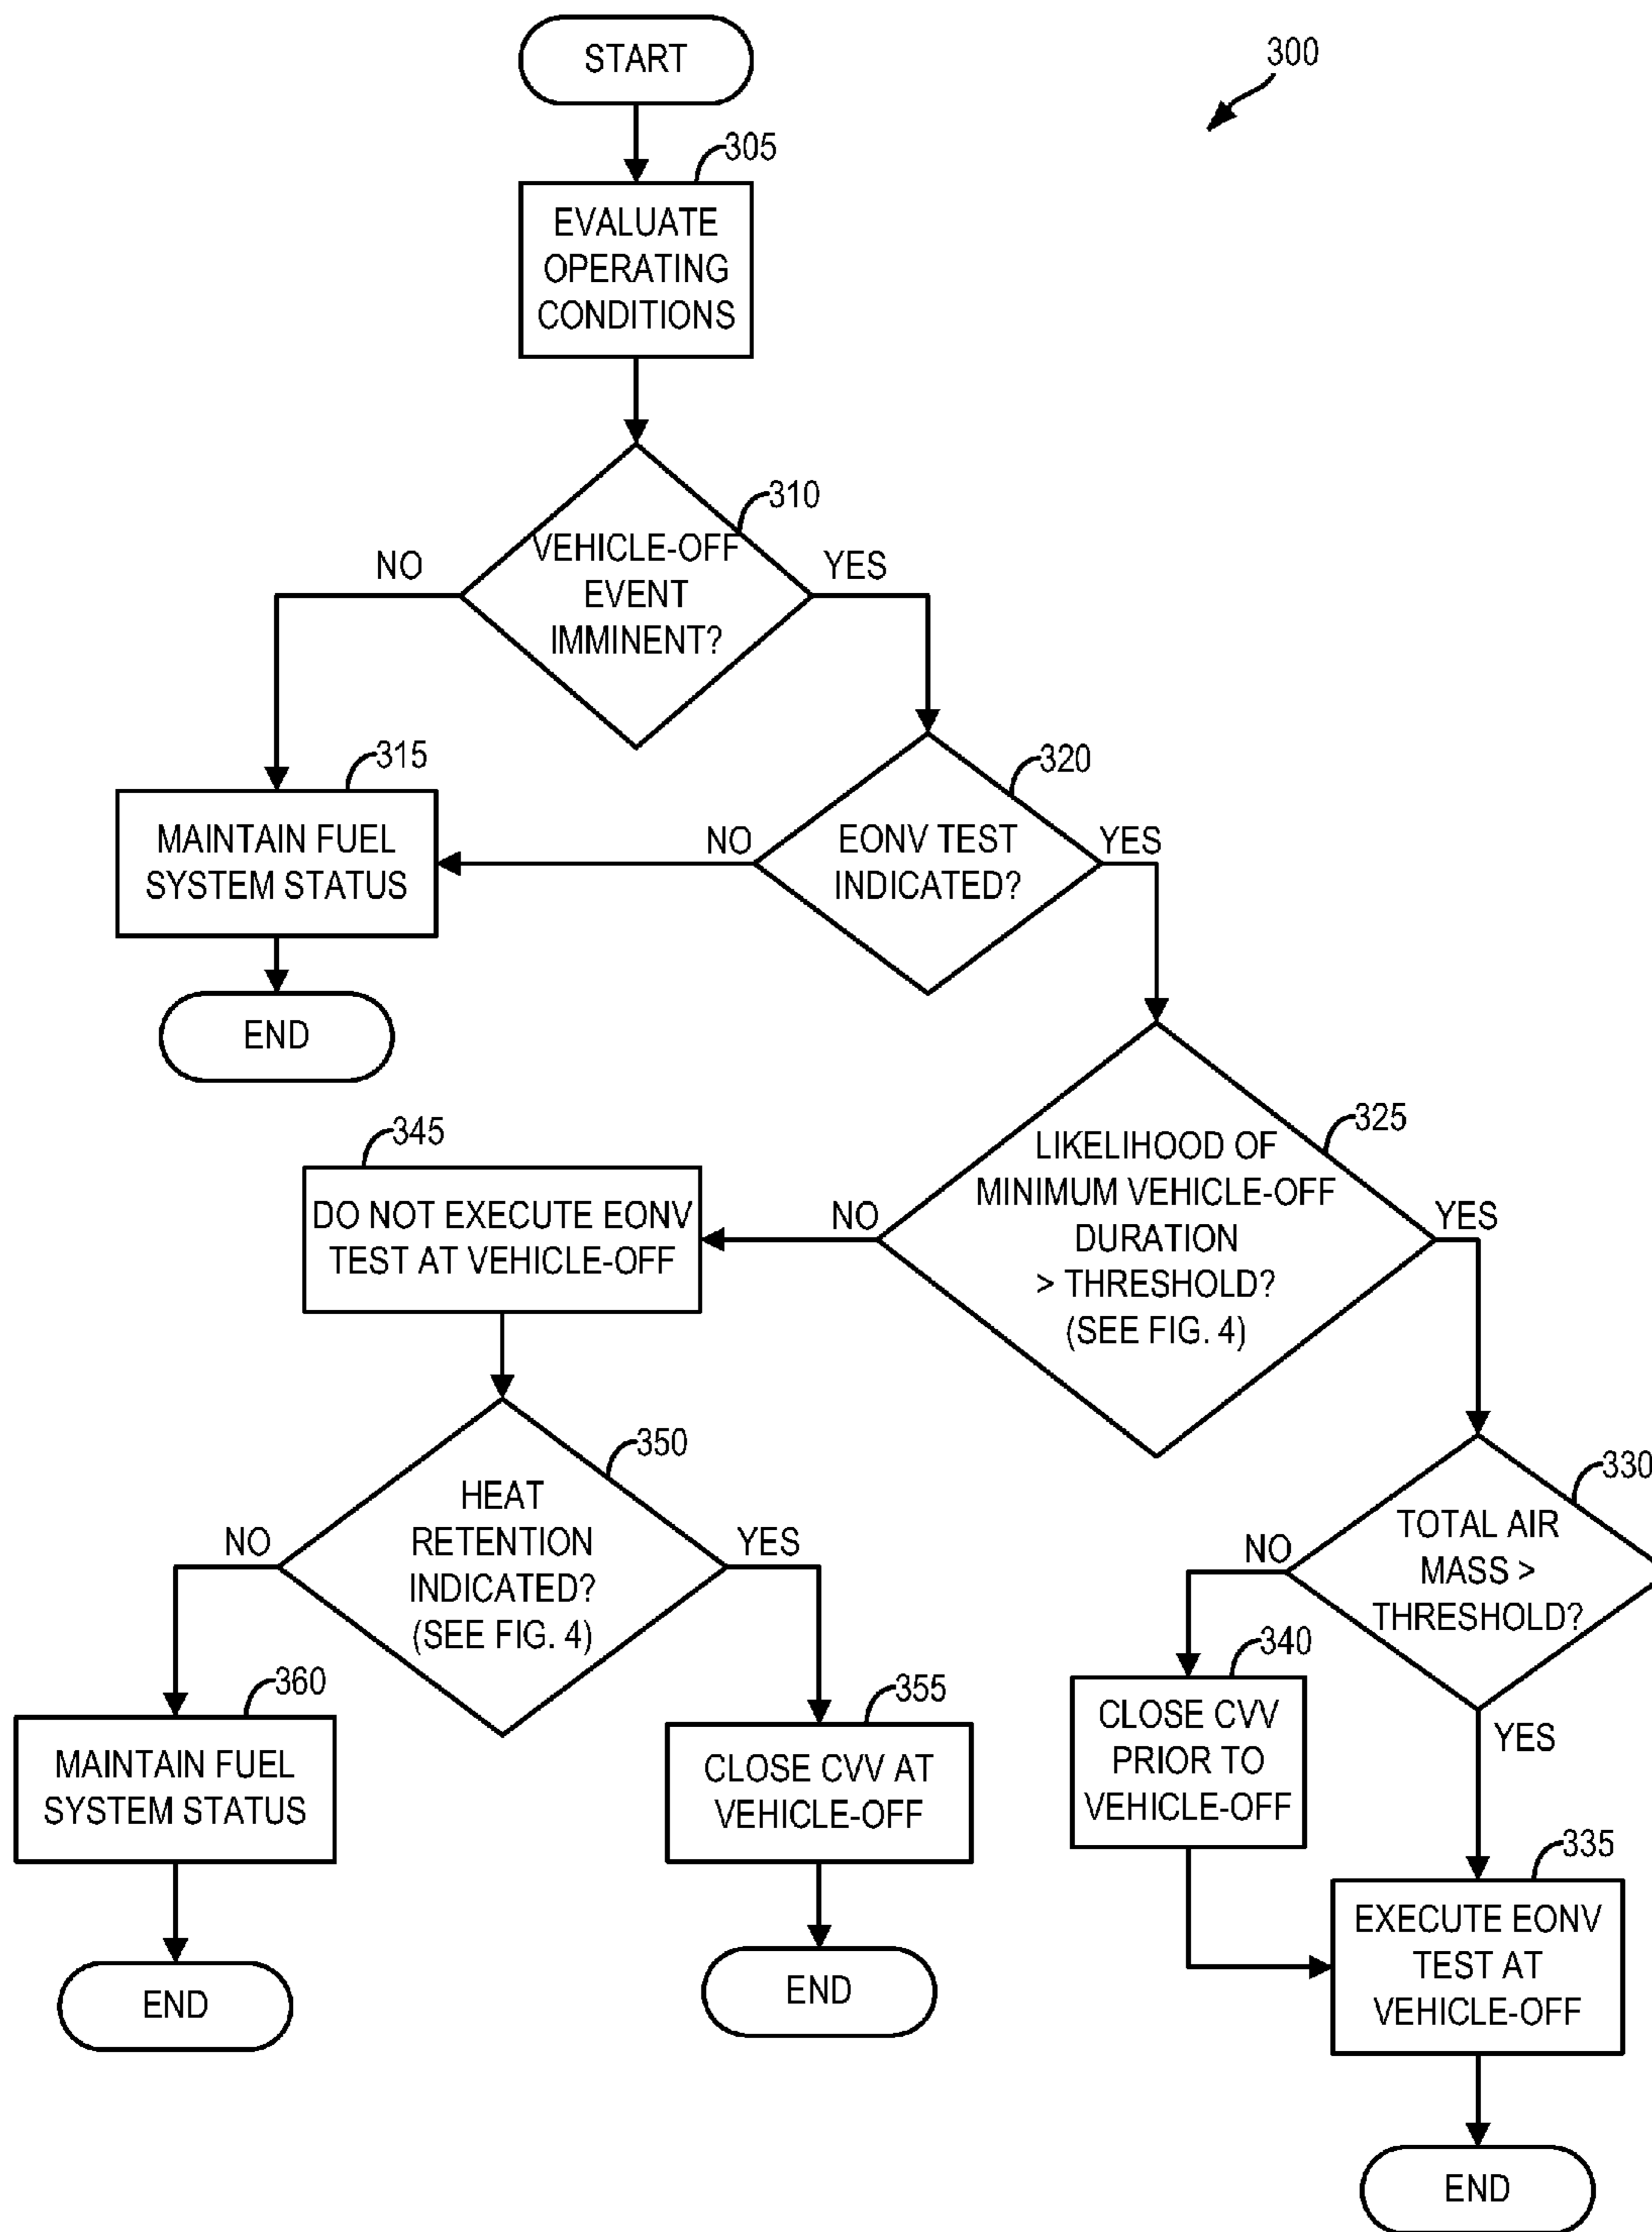 START
300
305
EVALUATE
OPERATING
CONDITIONS
310
VEHICLE-OFF
EVENT
IMMINENT?
NO
YES
315
MAINTAIN FUEL
SYSTEM STATUS
320
EONV TEST
INDICATED?
NO
YES
END
325
LIKELIHOOD OF
MINIMUM VEHICLE-OFF
DURATION
> THRESHOLD?
(SEE FIG. 4)
NO
YES
345
DO NOT EXECUTE EONV
TEST AT VEHICLE-OFF
350
HEAT
RETENTION
INDICATED?
(SEE FIG. 4)
NO
YES
330
TOTAL AIR
MASS >
THRESHOLD?
NO
YES
360
MAINTAIN FUEL
SYSTEM STATUS
355
CLOSE CVV AT
VEHICLE-OFF
340
CLOSE CVV
PRIOR TO
VEHICLE-OFF
335
EXECUTE EONV
TEST AT
VEHICLE-OFF
END
END
END